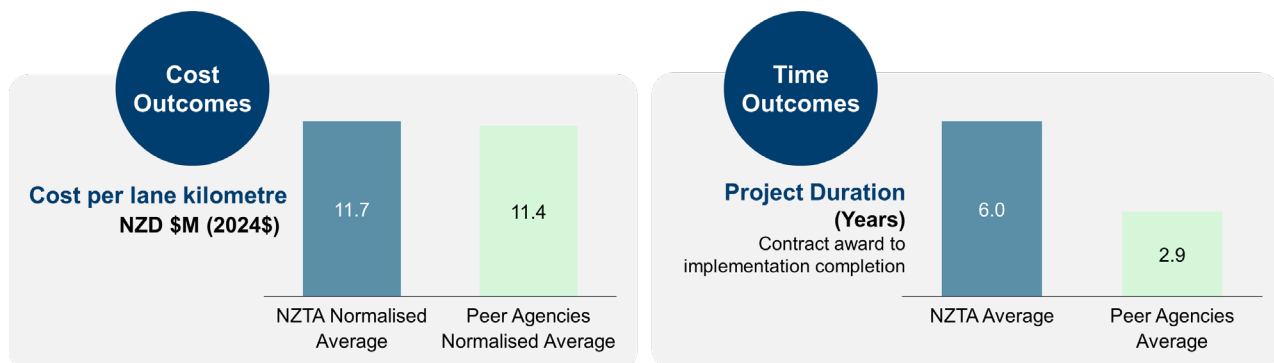 Cost
Outcomes
Cost per lane kilometre
NZD $M (2024$)
11.7
11.4
NZTA Normalised
Average
Peer Agencies
Normalised Average
Time
Outcomes
Project Duration
(Years)
Contract award to
implementation completion
6.0
2.9
NZTA Average
Peer Agencies
Average